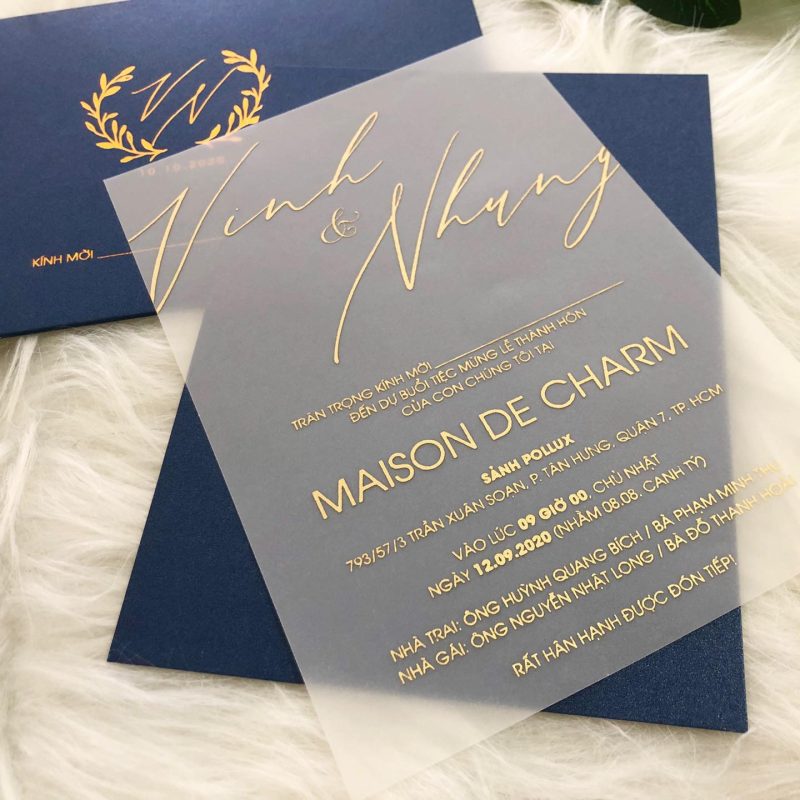 VN
10.10.2020
KÍNH MỜI
Vinh
& Nhung
TRÂN TRỌNG KÍNH MỜI
ĐẾN DỰ BUỔI TIỆC MỪNG LỄ THÀNH HÔN
CỦA CON CHÚNG TÔI TẠI
MAISON DE CHARM
SẢNH POLLUX
793/57/3 TRẦN XUÂN SOẠN, P. TÂN HƯNG, QUẬN 7, TP. HCM
VÀO LÚC 09 GIỜ 00, CHỦ NHẬT
NGÀY 12.09.2020 (NHẰM 08.08. CANH TÝ)
NHÀ TRAI: ÔNG HUỲNH QUANG BÍCH / BÀ PHẠM MINH THI
NHÀ GÁI: ÔNG NGUYỄN NHẬT LONG / BÀ ĐỖ THANH HOÀI
RẤT HÂN HẠNH ĐƯỢC ĐÓN TIẾP!